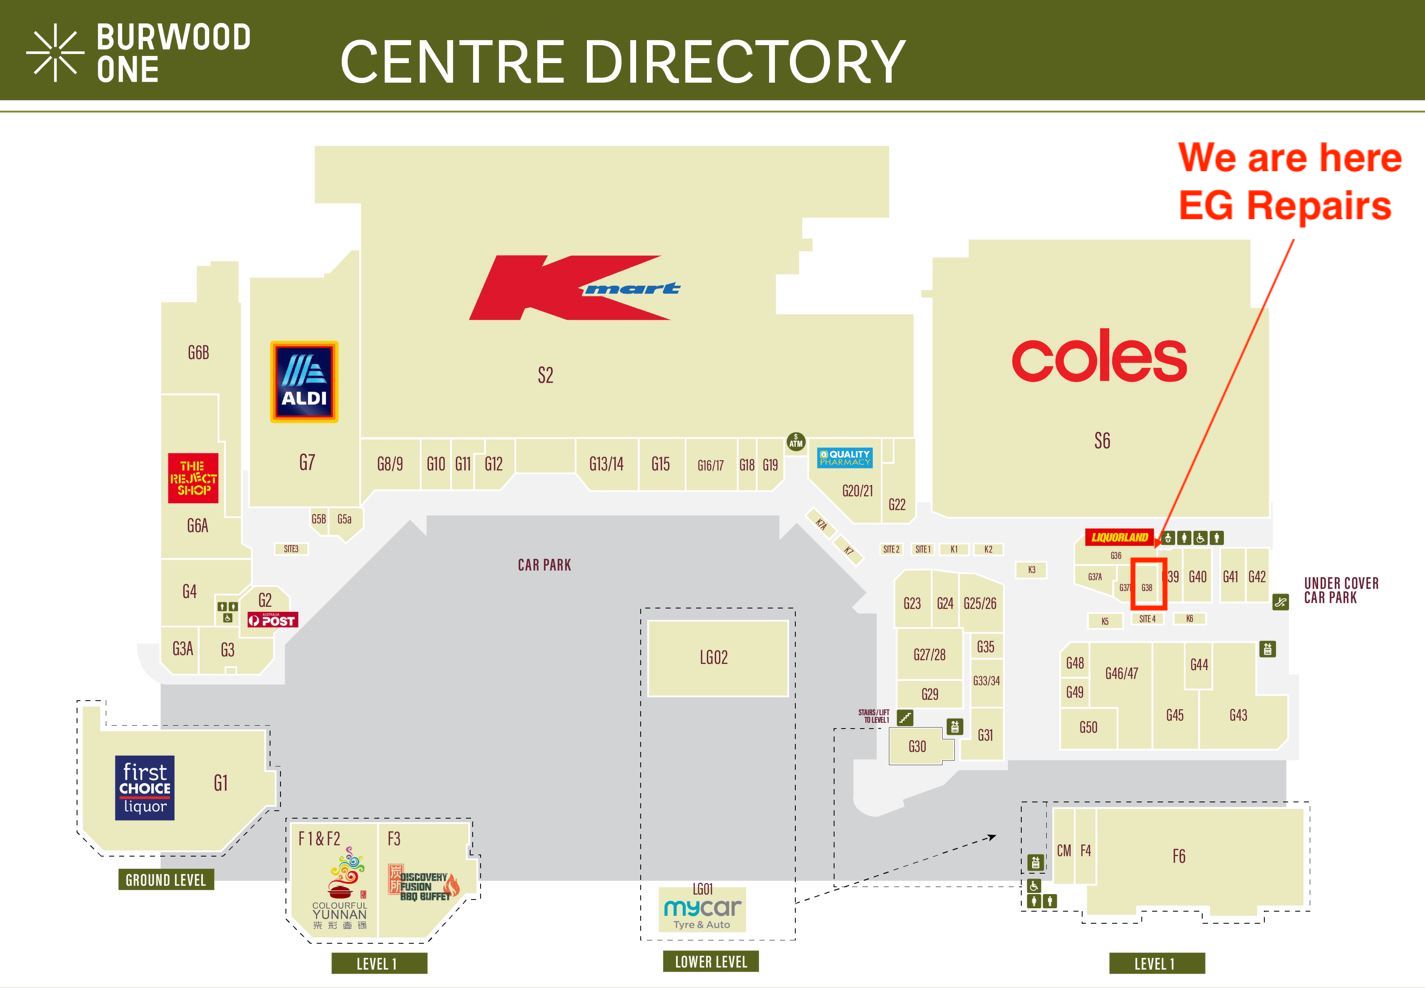 BURWOOD
ONE
CENTRE DIRECTORY
We are here
EG Repairs
Kmart
S2
coles
S6
G6B
ALDI
G7
THE
REJECT
SHOP
G6A
G8/9
G10
G11
G12
G13/14
G15
G16/17
G18
G19
$
ATM
QUALITY
PHARMACY
G20/21
G22
G5B
G5a
SITE3
K7A
K7
SITE 2
SITE 1
K1
K2
K3
LIQUORLAND
G36
G37A
G38
G39
G40
G41
G42
UNDER COVER
CAR PARK
CAR PARK
G4
G2
AUSTRALIA
POST
G3A
G3
K5
SITE 4
K6
G23
G24
G25/26
G27/28
G35
G33/34
G29
STAIRS/LIFT
TO LEVEL 1
G30
G31
G48
G49
G50
G46/47
G45
G44
G43
LG02
first
CHOICE
liquor
G1
GROUND LEVEL
F1 & F2
COLOURFUL
YUNNAN
F3
DISCOVERY
FUSION
BBQ BUFFET
LEVEL 1
LG01
mycar
Tyre & Auto
LOWER LEVEL
CM
F4
F6
LEVEL 1